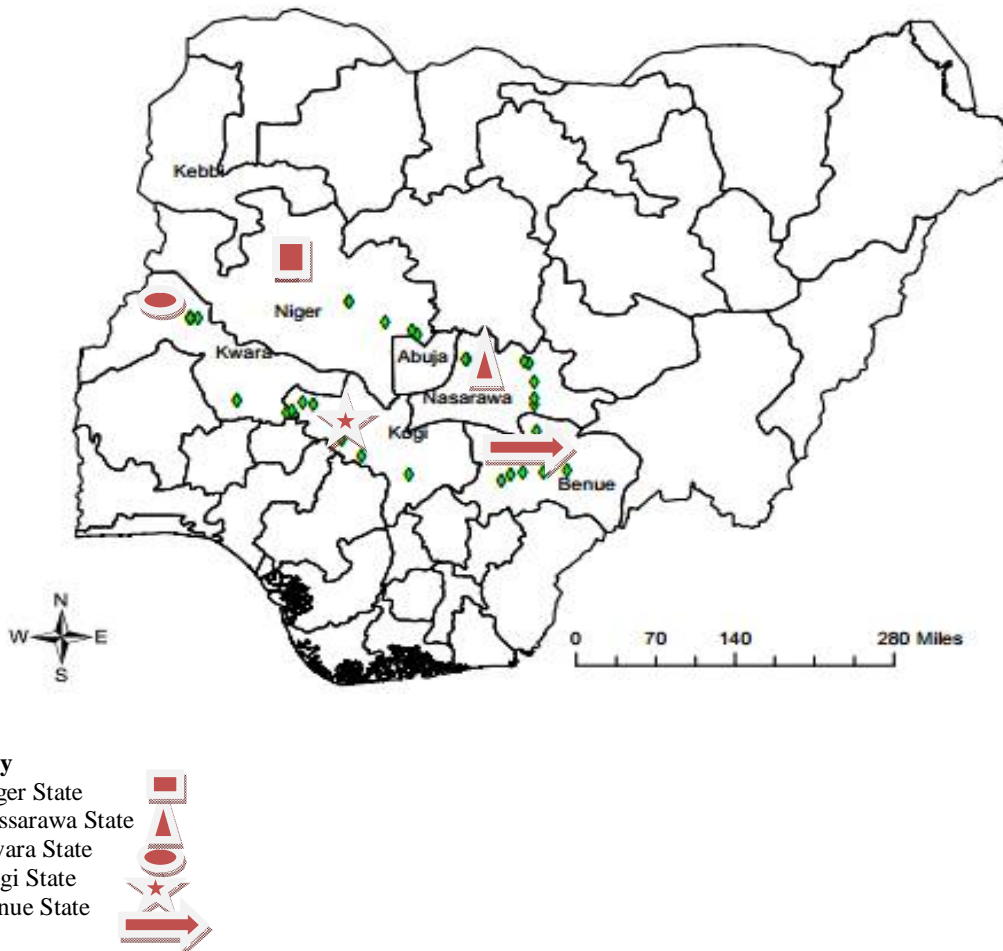 Kebbi
Niger
Kwara
Abuja
Nasarawa
Kogi
Benue
N
W E
S
0 70 140 280 Miles
y
ger State
ssarawa State
vara State
gi State
nue State